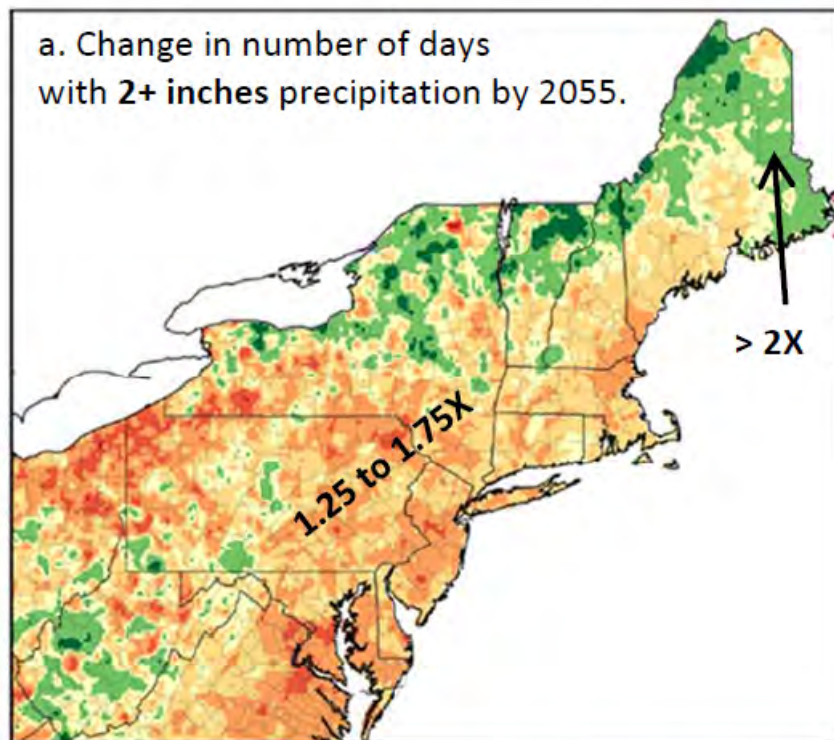 a. Change in number of days
with 2+ inches precipitation by 2055.
> 2X
1.25 to 1.75X